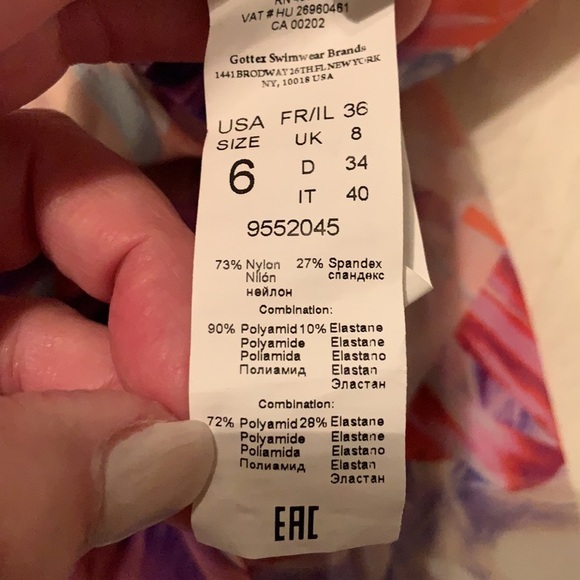 VAT # HU 26960461
CA 00202
Gottex Swimwear Brands
1441 BRODWAY 26TH FL NEW YORK
NY, 10018 USA
USA FR/IL 36
SIZE UK 8
6 D 34
IT 40
9552045
73% Nylon 27% Spandex
Nilón спандекс
нейлон
Combination:
90% Polyamid 10% Elastane
Polyamide Elastane
Poliamida Elastano
Полиамид Elastan
Эластан
Combination:
72% Polyamid 28% Elastane
Polyamide Elastane
Poliamida Elastano
Полиамид Elastan
Эластан
EAC